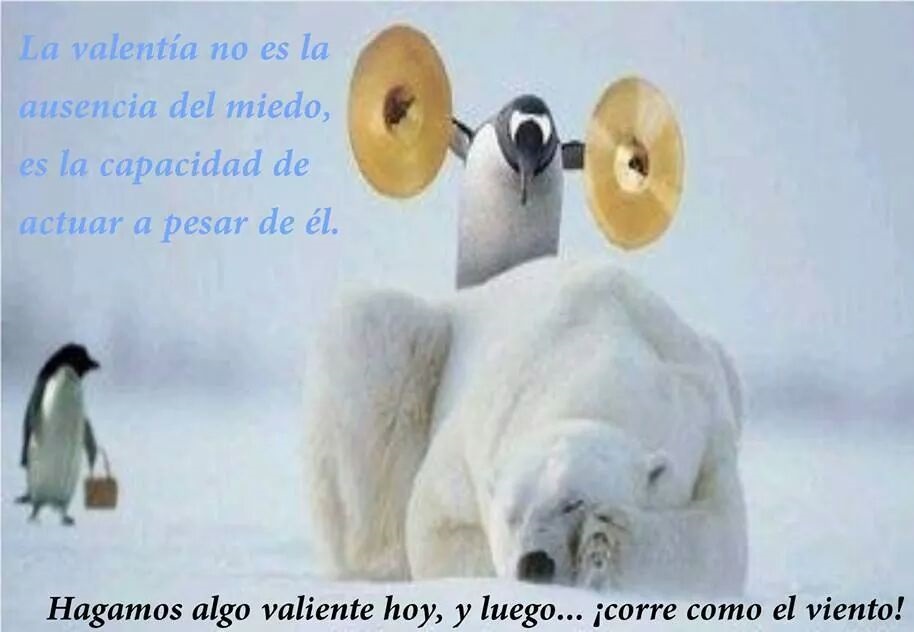 La valentía no es la
ausencia del miedo,
es la capacidad de
actuar a pesar de él.
Hagamos algo valiente hoy, y luego... ¡corre como el viento!